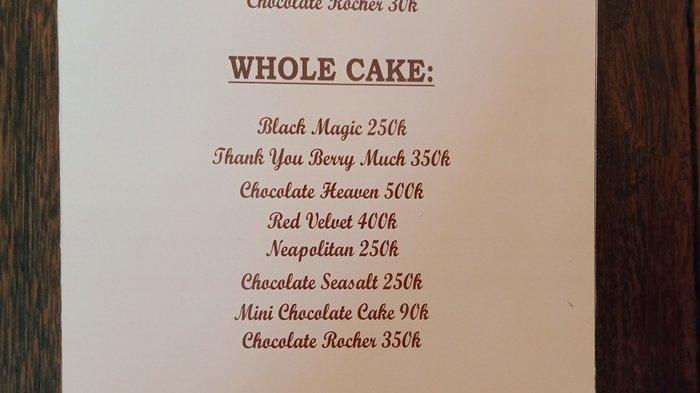 Chocolate Rocher 30k
WHOLE CAKE:
Black Magic 250k
Thank You Berry Much 350k
Chocolate Heaven 500k
Red Velvet 400k
Neapolitan 250k
Chocolate Seasalt 250k
Mini Chocolate Cake 90k
Chocolate Rocher 350k